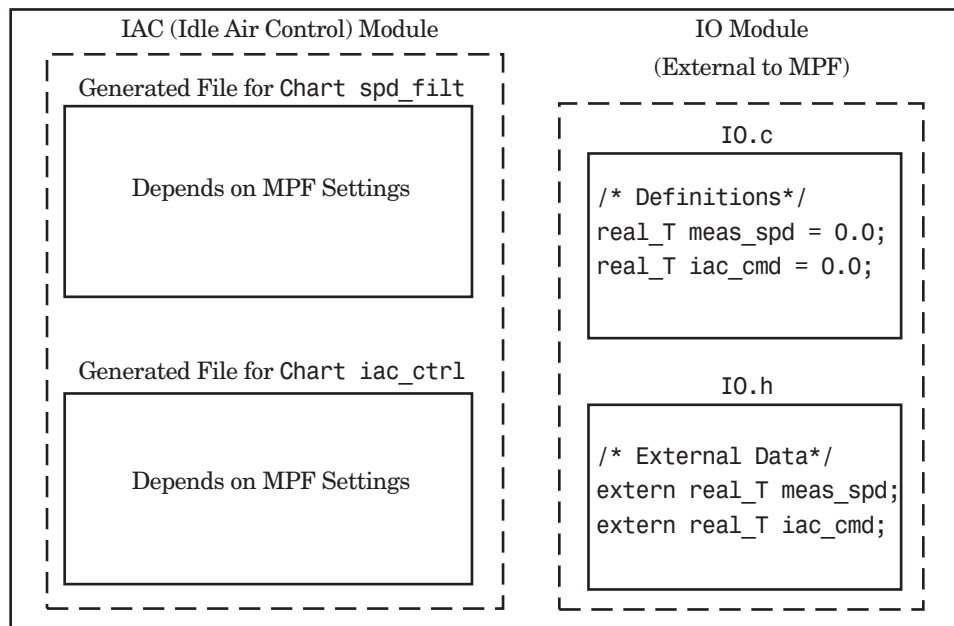 IAC (Idle Air Control) Module
Generated File for Chart spd_filt
Depends on MPF Settings
Generated File for Chart iac_ctrl
Depends on MPF Settings
IO Module
(External to MPF)
IO.c
/* Definitions*/
real_T meas_spd = 0.0;
real_T iac_cmd = 0.0;
IO.h
/* External Data*/
extern real_T meas_spd;
extern real_T iac_cmd;